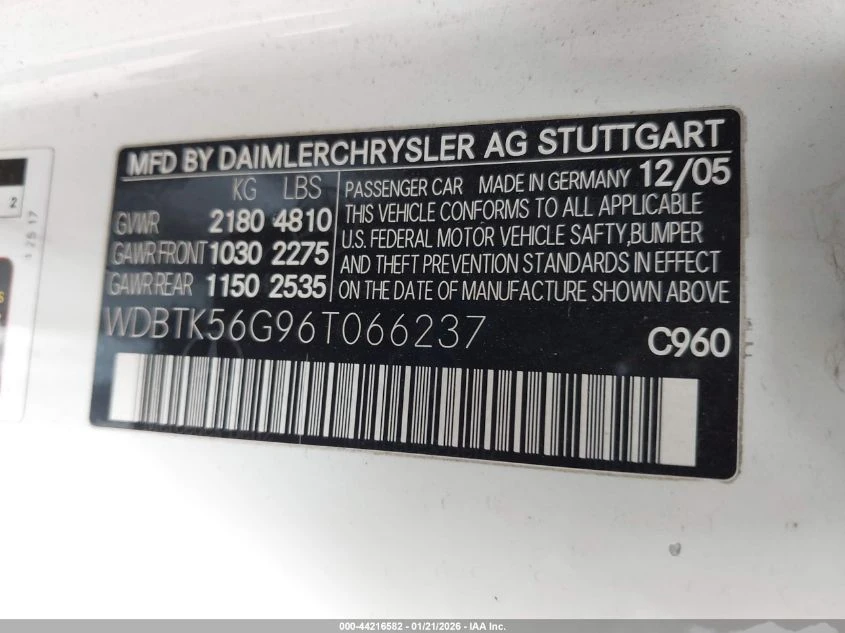 MFD BY DAIMLERCHRYSLER AG STUTTGART
KG LBS
GVWR 2180 4810
GAWR FRONT 1030 2275
GAWR REAR 1150 2535
PASSENGER CAR MADE IN GERMANY 12/05
THIS VEHICLE CONFORMS TO ALL APPLICABLE
U.S. FEDERAL MOTOR VEHICLE SAFTY,BUMPER
AND THEFT PREVENTION STANDARDS IN EFFECT
ON THE DATE OF MANUFACTURE SHOWN ABOVE
WDBTK56G96T066237
C960
2
000-44216582 - 01/21/2026 - IAA Inc.